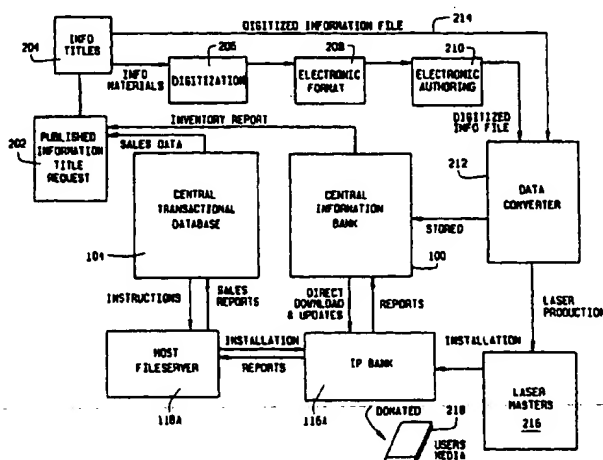 DIGITIZED INFORMATION FILE
214
INFO
TITLES
204
INFO
MATERIALS
206
DIGITIZATION
208
ELECTRONIC
FORMAT
210
ELECTRONIC
AUTHORING
DIGITIZED
INFO FILE
INVENTORY REPORT
SALES DATA
202
PUBLISHED
INFORMATION
TITLE
REQUEST
212
DATA
CONVERTER
CENTRAL
TRANSACTIONAL
DATABASE
104
CENTRAL
INFORMATION
BANK
100
STORED
INSTRUCTIONS
SALES
REPORTS
DIRECT
DOWNLOAD
& UPDATES
REPORTS
LASER
PRODUCTION
HOST
FILESERVER
118A
INSTALLATION
REPORTS
IP BANK
116A
INSTALLATION
LASER
MASTERS
216
DONATED
218
USERS
MEDIA